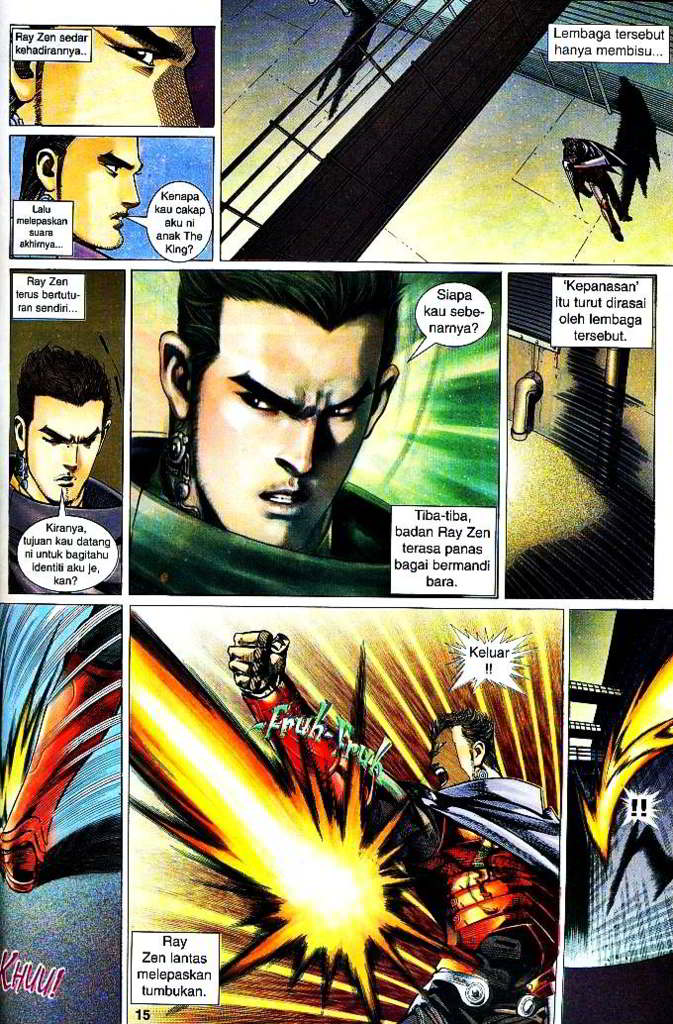 Ray Zen sedar
kehadirannya..
Lembaga tersebut
hanya membisu...
Lalu
melepaskan
suara
akhirnya...
Kenapa
kau cakap
aku ni
anak The
King?
Ray Zen
terus bertutu-
ran sendiri...
Kiranya,
tujuan kau datang
ni untuk bagitahu
identiti aku je,
kan?
Siapa
kau sebe-
narnya?
Tiba-tiba,
badan Ray Zen
terasa panas
bagai bermandi
bara.
'Kepanasan'
itu turut dirasai
oleh lembaga
tersebut.
KHUU!
Fruh-Fruh
Keluar
!!
Ray
Zen lantas
melepaskan
tumbukan.
!!
15